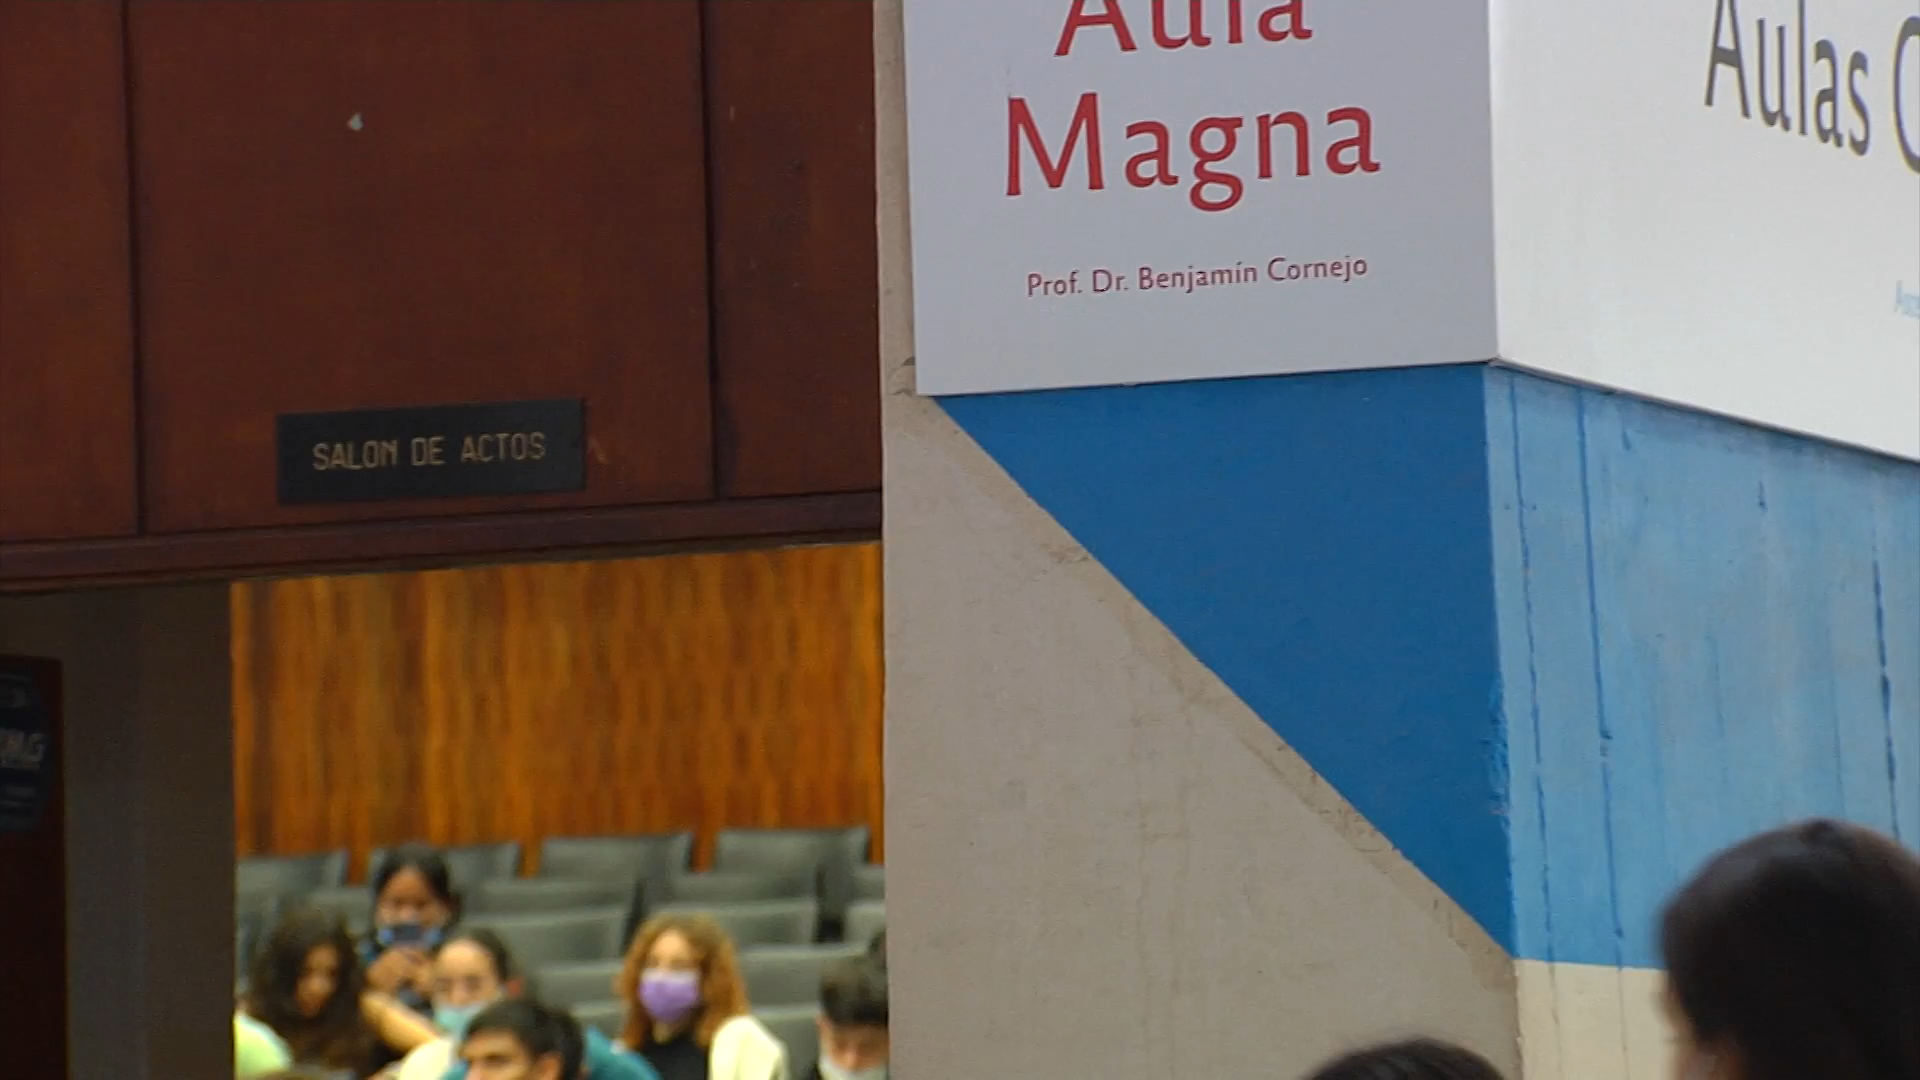 Aula
Magna
Prof. Dr. Benjamín Cornejo
Aulas
SALON DE ACTOS